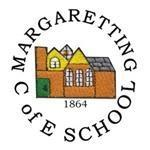 MARGARETTING
C of E SCHOOL
1864